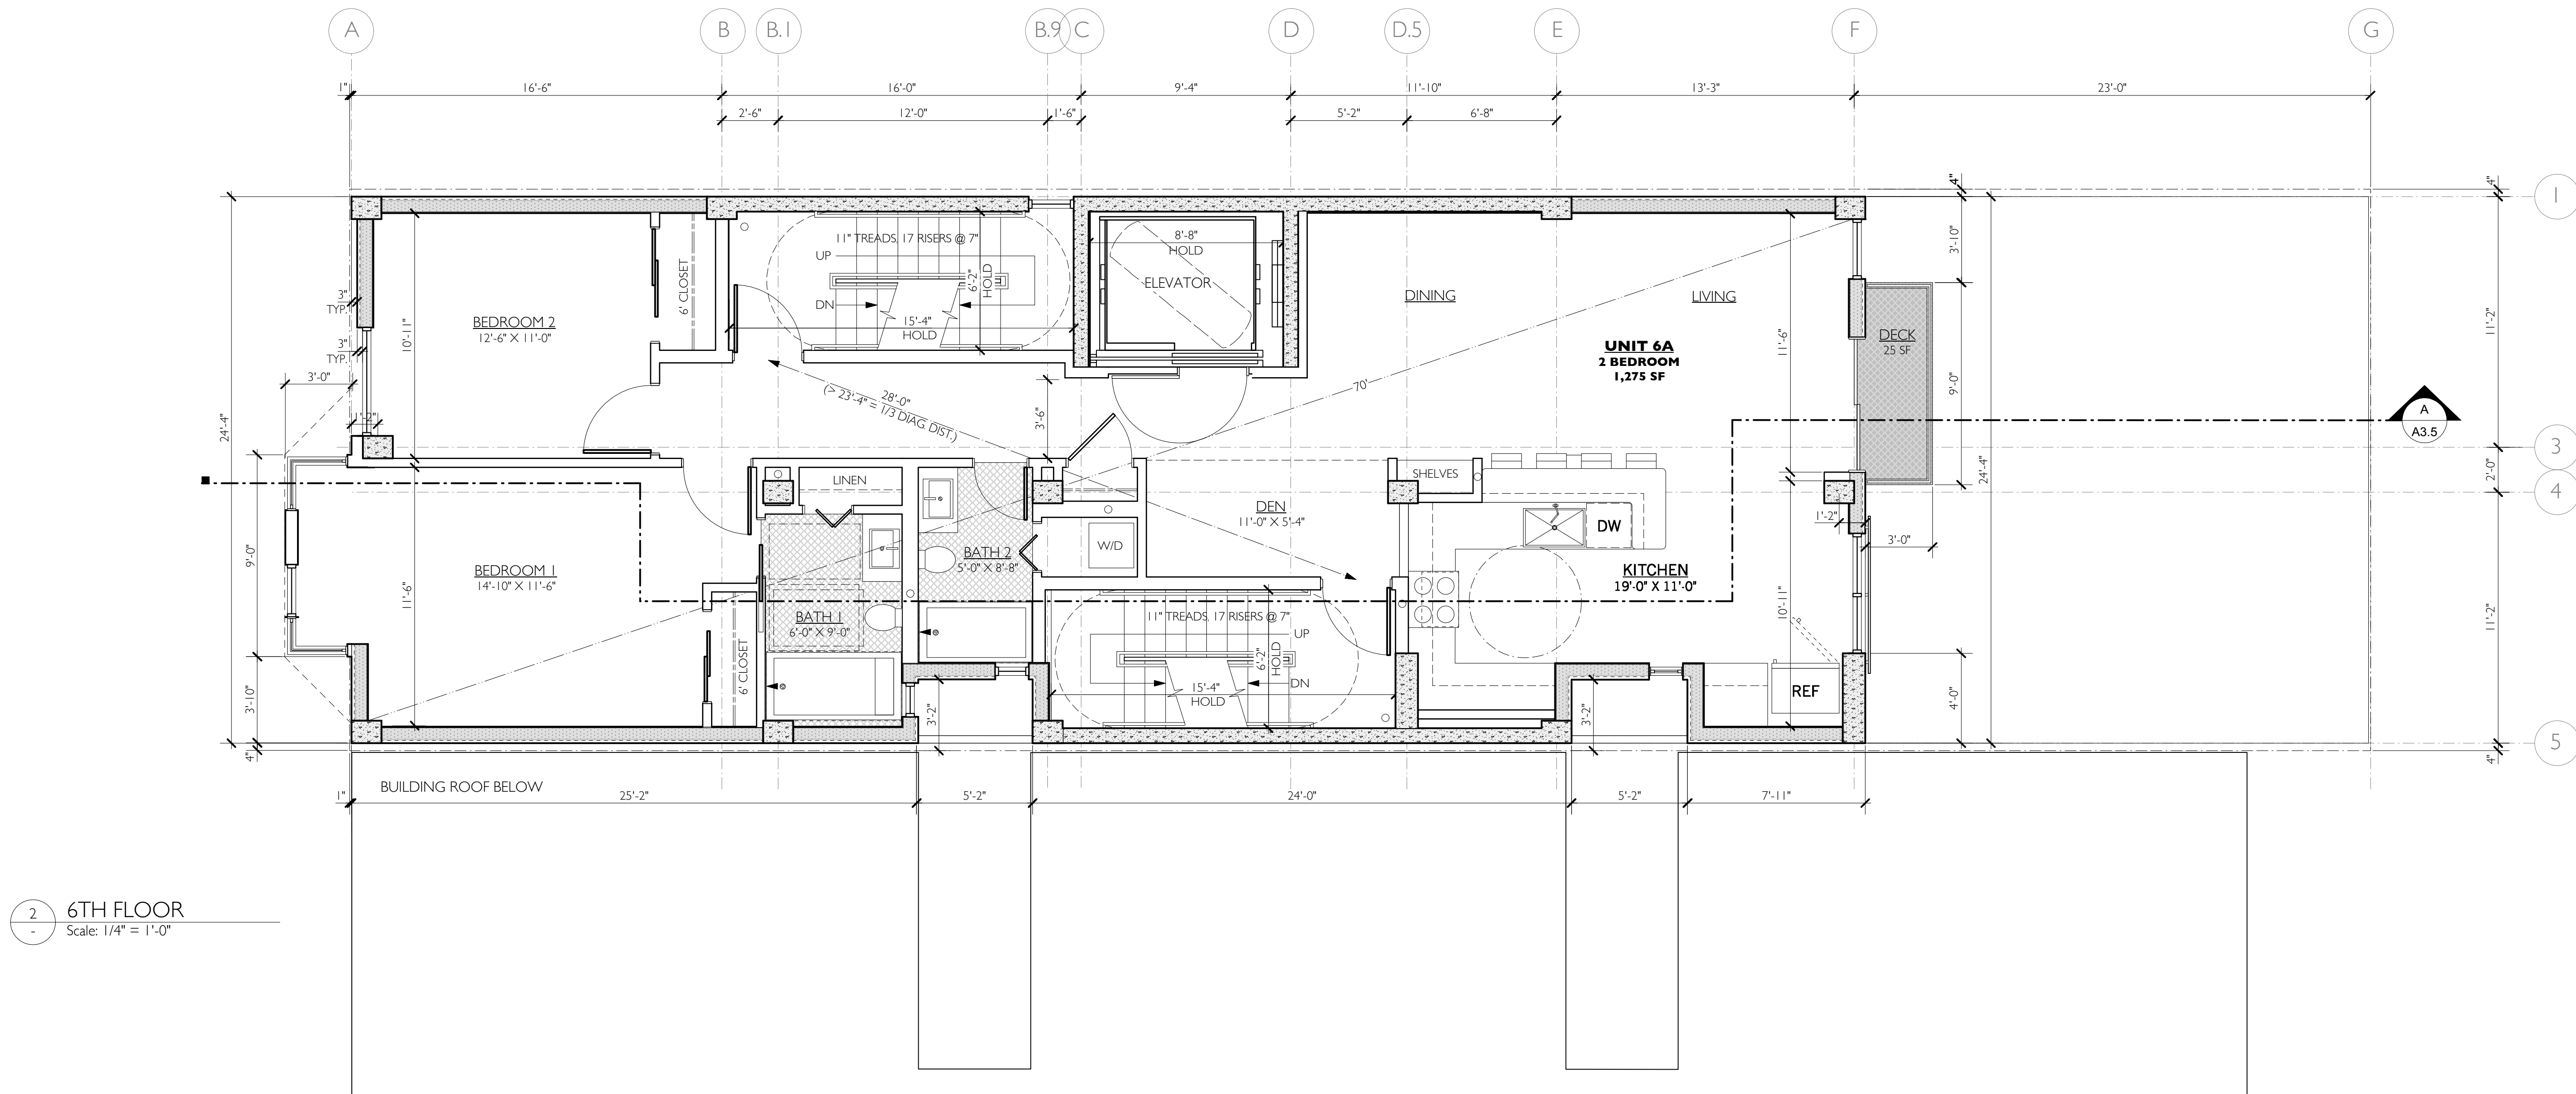 A B B.1 B.9 C D D.5 E F G
1" 16'-6" 16'-0" 9'-4" 11'-10" 13'-3" 23'-0"
2'-6" 12'-0" 1'-6" 5'-2" 6'-8"
4" 4"
1
11" TREADS, 17 RISERS @ 7"
UP
DN
6'-2"
HOLD
15'-4"
HOLD
8'-8"
HOLD
ELEVATOR
3'-10"
6' CLOSET
3"
TYP.
3"
TYP.
BEDROOM 2
12'-6" X 11'-0"
10'-11"
DINING
LIVING
UNIT 6A
2 BEDROOM
1,275 SF
11'-6"
DECK
25 SF
9'-0"
11'-2"
3'-0"
1'-2"
28'-0"
(> 23'-4" = 1/3 DIAG. DIST.)
3'-6"
70'
24'-4"
A
A3.5
24'-4"
3
2'-0"
4
LINEN
SHELVES
DEN
11'-0" X 5'-4"
DW
1'-2"
3'-0"
9'-0"
BEDROOM 1
14'-10" X 11'-6"
11'-6"
BATH 2
5'-0" X 8'-8"
W/D
KITCHEN
19'-0" X 11'-0"
10'-11"
11'-2"
BATH 1
6'-0" X 9'-0"
6' CLOSET
11" TREADS, 17 RISERS @ 7"
UP
DN
6'-2"
HOLD
15'-4"
HOLD
REF
4'-0"
3'-10"
3'-2"
3'-2"
4"
4"
5
BUILDING ROOF BELOW
1" 25'-2" 5'-2" 24'-0" 5'-2" 7'-11"
2
-
6TH FLOOR
Scale: 1/4" = 1'-0"